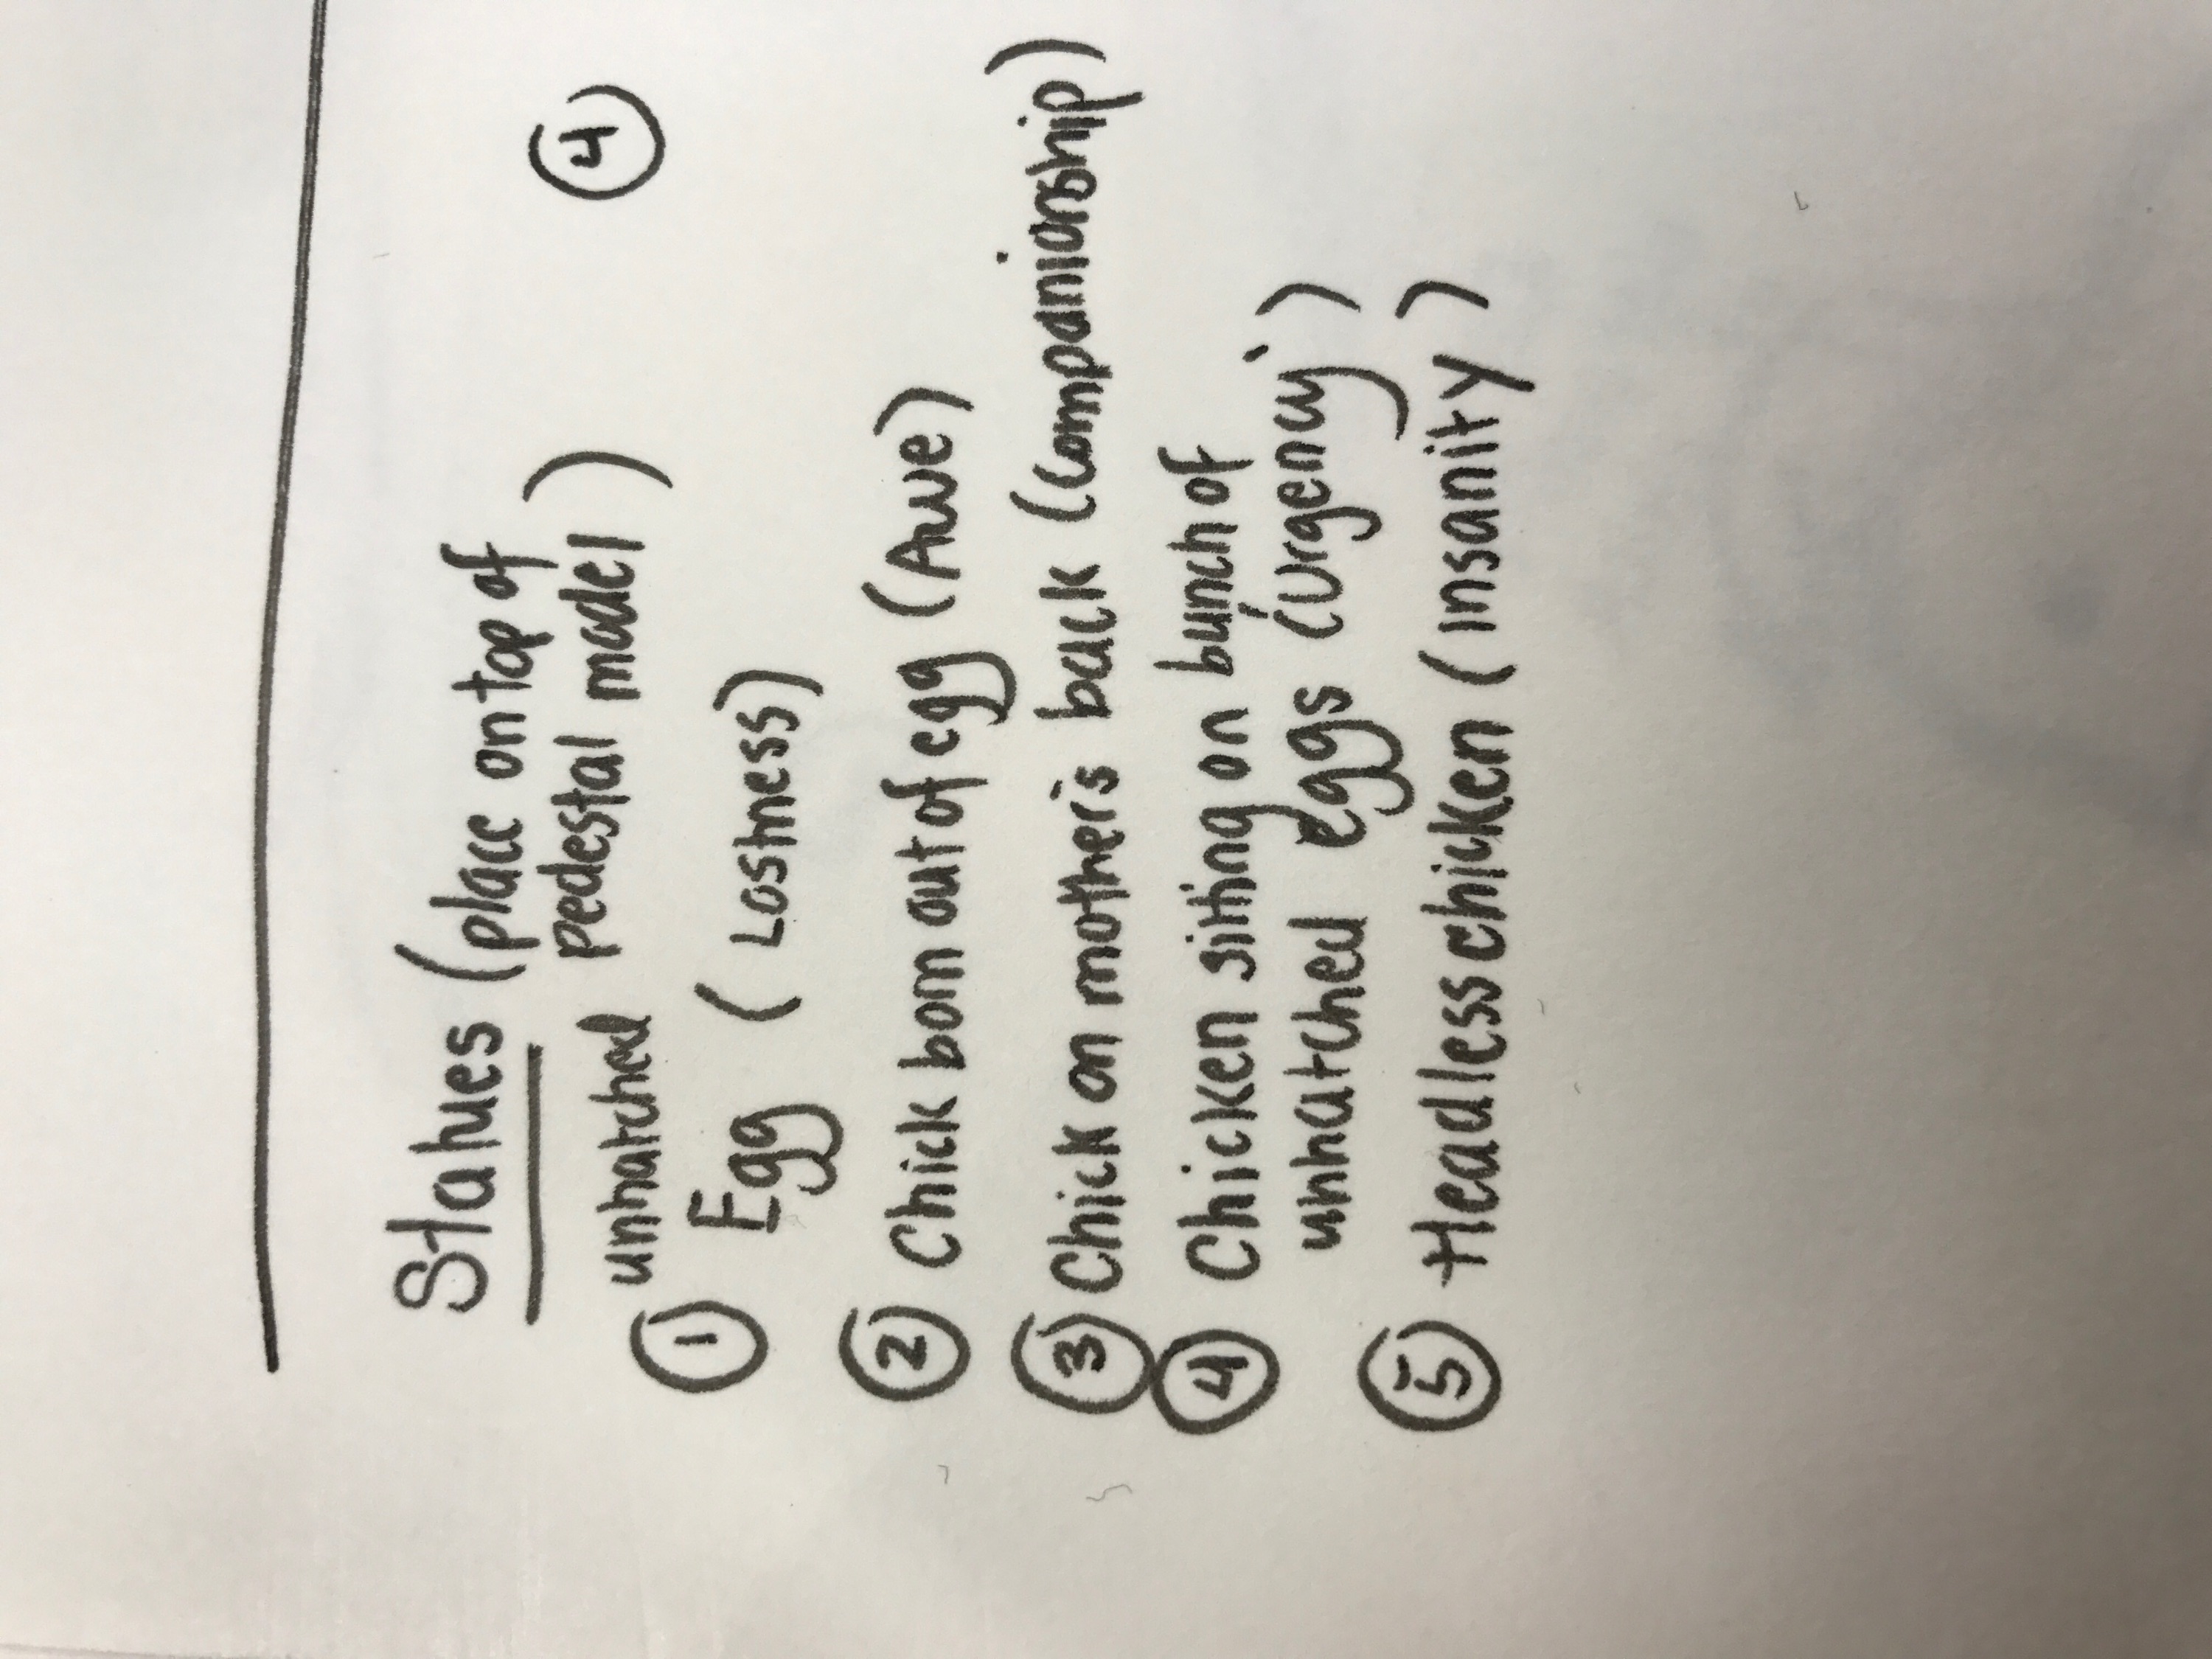 Statues (place on top of
pedestal model)
④
① unhatched
Egg (Lostness)
② Chick born out of egg (Awe)
③ Chick on mother's back (Companionship)
④ Chicken sitting on bunch of
unhatched eggs (Urgency)
⑤ Headless chicken (Insanity)